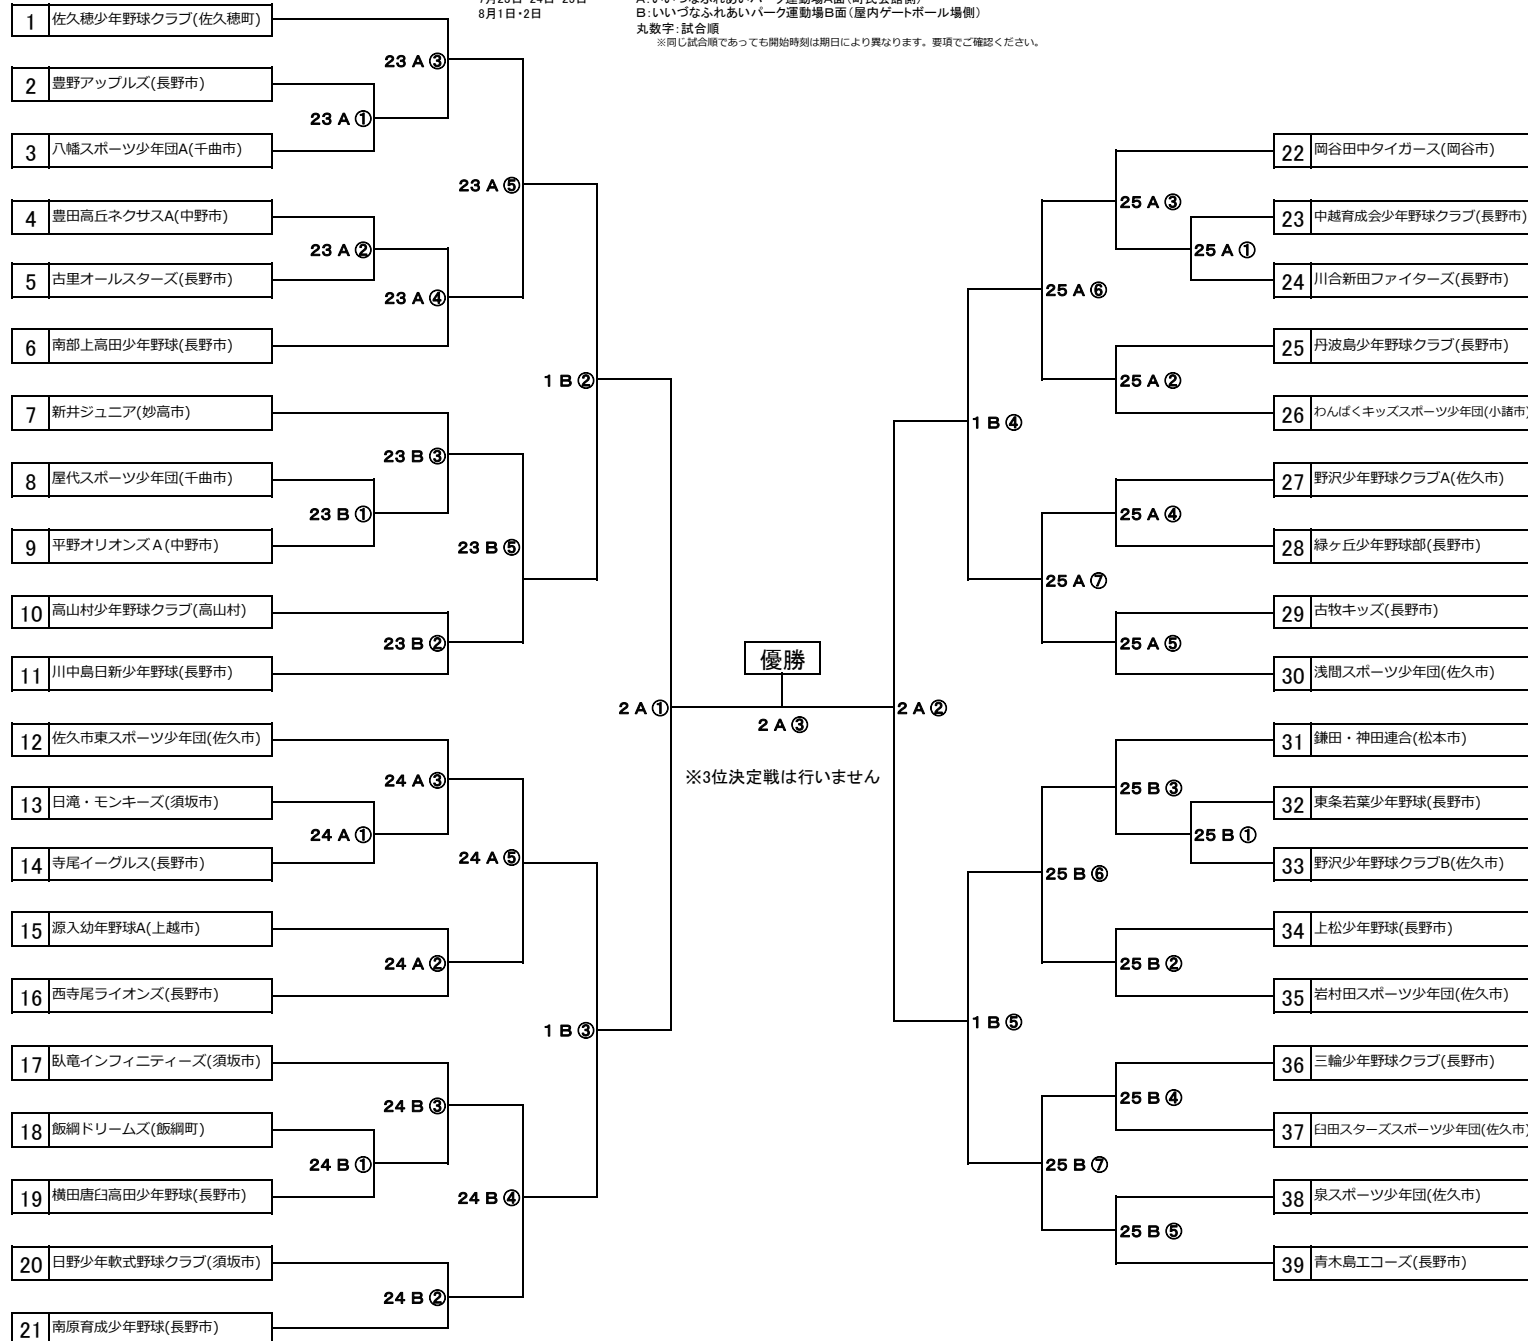 8月1日・2日
B:いいづなふれあいパーク運動場B面(屋内ゲートボール場側)
丸数字:試合順
※同じ試合順であっても開始時刻は期日により異なります。要項でご確認ください。
1 佐久穂少年野球クラブ(佐久穂町)
23 A ③
2 豊野アップルズ(長野市)
23 A ①
3 八幡スポーツ少年団A(千曲市)
23 A ⑤
4 豊田高丘ネクサスA(中野市)
23 A ②
5 古里オールスターズ(長野市)
23 A ④
6 南部上高田少年野球(長野市)
1 B ②
7 新井ジュニア(妙高市)
23 B ③
8 屋代スポーツ少年団(千曲市)
23 B ①
9 平野オリオンズA(中野市)
23 B ⑤
10 高山村少年野球クラブ(高山村)
23 B ②
11 川中島日新少年野球(長野市)
2 A ①
12 佐久市東スポーツ少年団(佐久市)
24 A ③
13 日滝・モンキーズ(須坂市)
24 A ①
14 寺尾イーグルス(長野市)
24 A ⑤
15 源入幼年野球A(上越市)
24 A ②
16 西寺尾ライオンズ(長野市)
1 B ③
17 臥竜インフィニティーズ(須坂市)
24 B ③
18 飯綱ドリームズ(飯綱町)
24 B ①
19 横田唐臼高田少年野球(長野市)
24 B ④
20 日野少年軟式野球クラブ(須坂市)
24 B ②
21 南原育成少年野球(長野市)
優勝
2 A ③
※3位決定戦は行いません
22 岡谷田中タイガース(岡谷市)
25 A ③
23 中越育成会少年野球クラブ(長野市)
25 A ①
24 川合新田ファイターズ(長野市)
25 A ⑥
25 丹波島少年野球クラブ(長野市)
25 A ②
26 わんぱくキッズスポーツ少年団(小諸市)
1 B ④
27 野沢少年野球クラブA(佐久市)
25 A ④
28 緑ヶ丘少年野球部(長野市)
25 A ⑦
29 古牧キッズ(長野市)
25 A ⑤
30 浅間スポーツ少年団(佐久市)
2 A ②
31 鎌田・神田連合(松本市)
25 B ③
32 東条若葉少年野球(長野市)
25 B ①
33 野沢少年野球クラブB(佐久市)
25 B ⑥
34 上松少年野球(長野市)
25 B ②
35 岩村田スポーツ少年団(佐久市)
1 B ⑤
36 三輪少年野球クラブ(長野市)
25 B ④
37 臼田スターズスポーツ少年団(佐久市)
25 B ⑦
38 泉スポーツ少年団(佐久市)
25 B ⑤
39 青木島エコーズ(長野市)